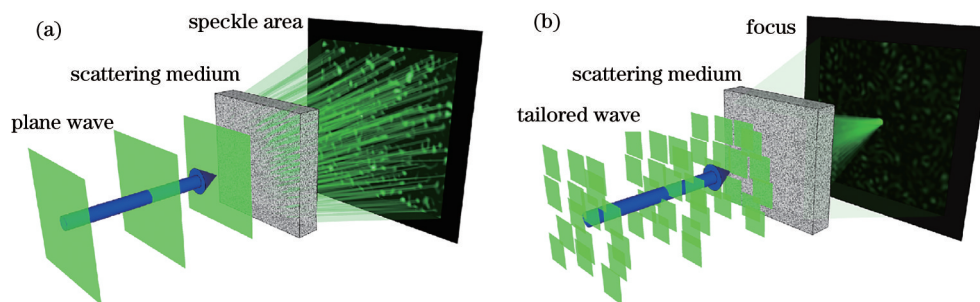 (a)
speckle area
scattering medium
plane wave
(b)
focus
scattering medium
tailored wave